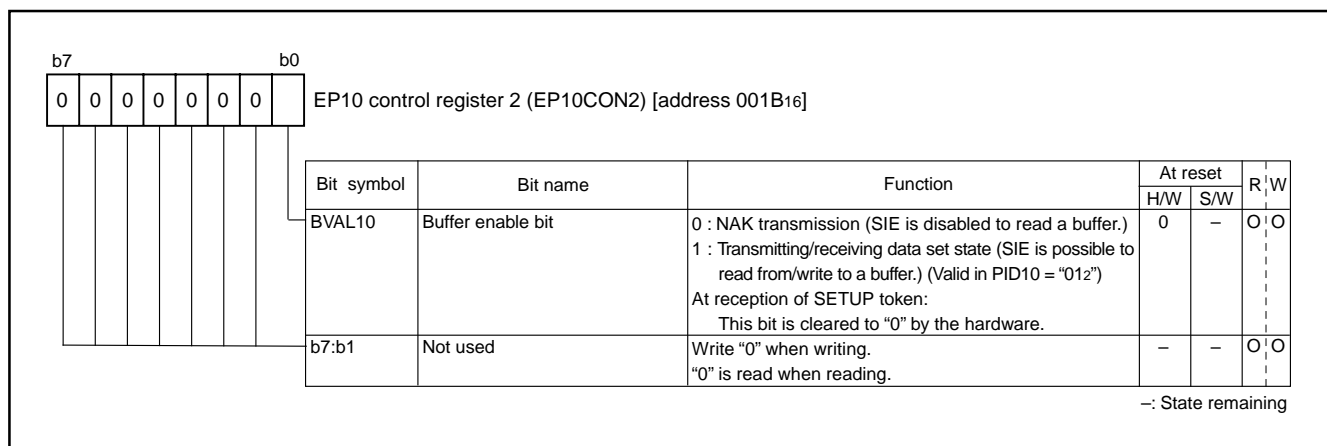 b7 b0
0 0 0 0 0 0 0
EP10 control register 2 (EP10CON2) [address 001B16]
Bit symbol Bit name Function At reset R W
H/W S/W
BVAL10 Buffer enable bit 0 : NAK transmission (SIE is disabled to read a buffer.) 0 – O O
1 : Transmitting/receiving data set state (SIE is possible to
read from/write to a buffer.) (Valid in PID10 = “012”)
At reception of SETUP token:
This bit is cleared to “0” by the hardware.
b7:b1 Not used Write “0” when writing. – – O O
“0” is read when reading.
–: State remaining